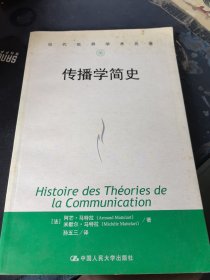 当代世界学术名著
传播学简史
Histoire des Théories de
la Communication
[法] 阿芒·马特拉 (Armand Mattelart) / 著
米歇尔·马特拉 (Michèle Mattelart)
孙五三/译
中国人民大学出版社